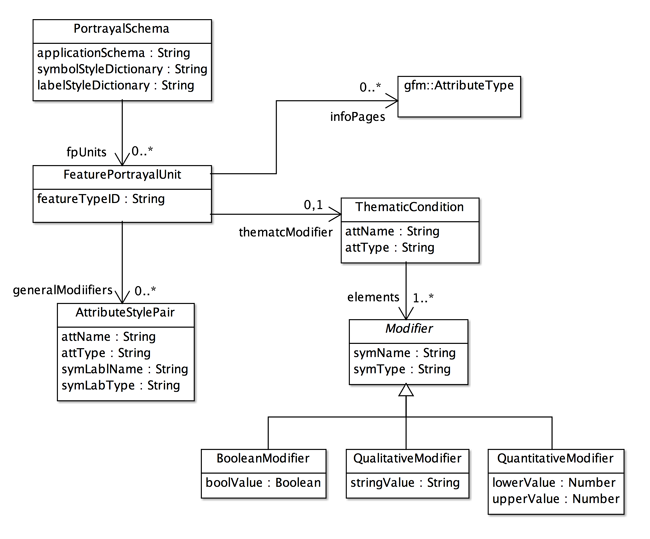 PortrayalSchema
applicationSchema : String
symbolStyleDictionary : String
labelStyleDictionary : String
fpUnits 0..*
FeaturePortrayalUnit
featureTypeID : String
0..* gfm::AttributeType
infoPages
0,1 ThematicCondition
thematcModifier
attName : String
attType : String
generalModiifiers 0..*
AttributeStylePair
attName : String
attType : String
symLablName : String
symLabType : String
elements 1..*
Modifier
symName : String
symType : String
BooleanModifier
boolValue : Boolean
QualitativeModifier
stringValue : String
QuantitativeModifier
lowerValue : Number
upperValue : Number